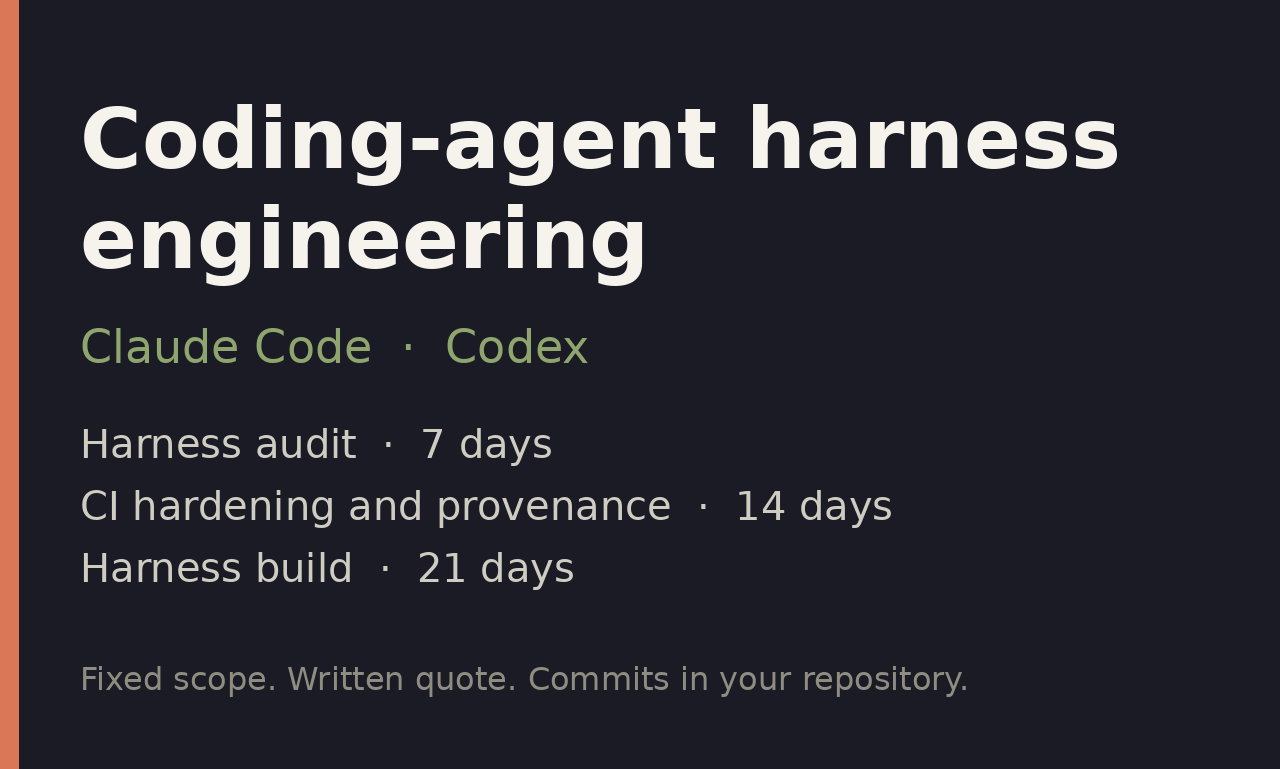 Coding-agent harness
engineering
Claude Code · Codex
Harness audit · 7 days
CI hardening and provenance · 14 days
Harness build · 21 days
Fixed scope. Written quote. Commits in your repository.